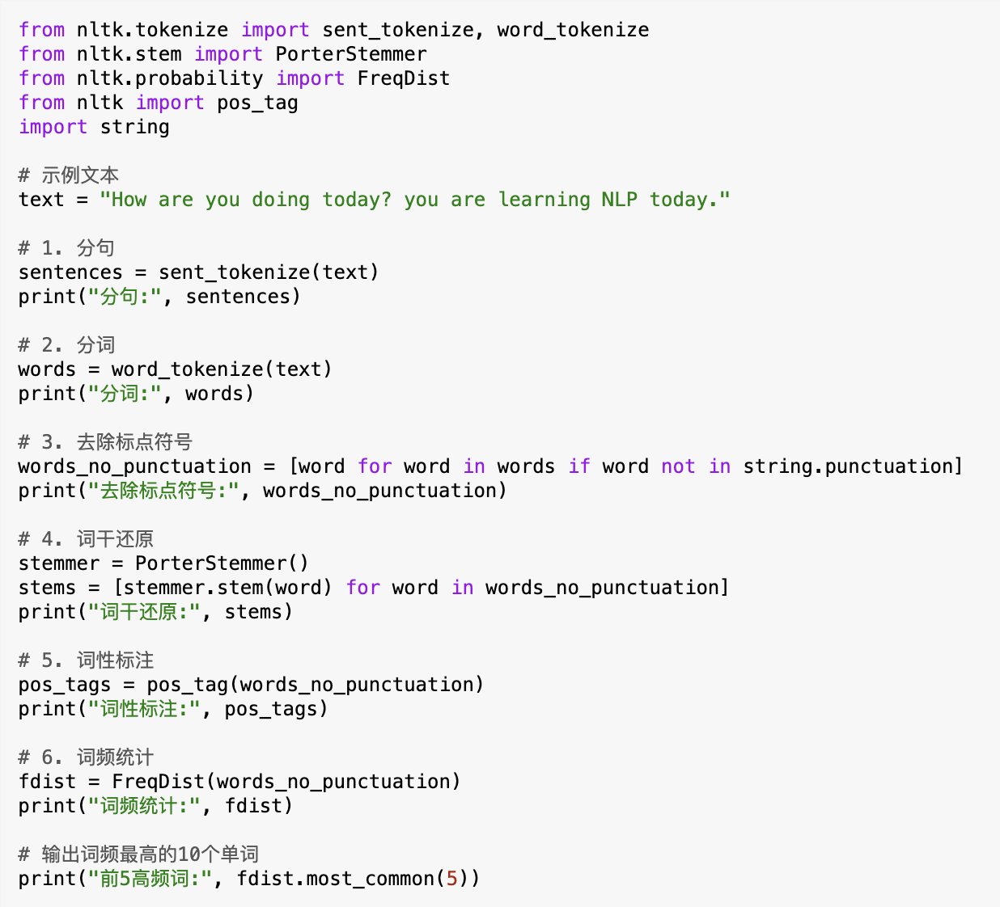 from nltk.tokenize import sent_tokenize, word_tokenize
from nltk.stem import PorterStemmer
from nltk.probability import FreqDist
from nltk import pos_tag
import string
# 示例文本
text = "How are you doing today? you are learning NLP today."
# 1. 分句
sentences = sent_tokenize(text)
print("分句:", sentences)
# 2. 分词
words = word_tokenize(text)
print("分词:", words)
# 3. 去除标点符号
words_no_punctuation = [word for word in words if word not in string.punctuation]
print("去除标点符号:", words_no_punctuation)
# 4. 词干还原
stemmer = PorterStemmer()
stems = [stemmer.stem(word) for word in words_no_punctuation]
print("词干还原:", stems)
# 5. 词性标注
pos_tags = pos_tag(words_no_punctuation)
print("词性标注:", pos_tags)
# 6. 词频统计
fdist = FreqDist(words_no_punctuation)
print("词频统计:", fdist)
# 输出词频最高的10个单词
print("前5高频词:", fdist.most_common(5))